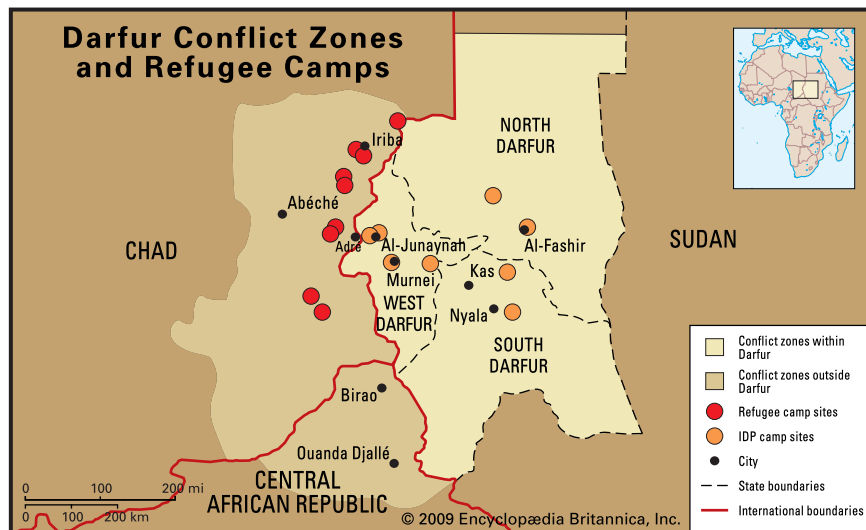 Darfur Conflict Zones
and Refugee Camps
Iriba
NORTH
DARFUR
Abéché
CHAD
Adré
Al-Junaynah
Al-Fashir
SUDAN
Murnei
Kas
WEST
DARFUR
Nyala
SOUTH
DARFUR
Birao
Ouanda Djallé
CENTRAL
AFRICAN REPUBLIC
Conflict zones within
Darfur
Conflict zones outside
Darfur
Refugee camp sites
IDP camp sites
City
State boundaries
International boundaries
0 100 200 mi
0 100 200 km
© 2009 Encyclopædia Britannica, Inc.